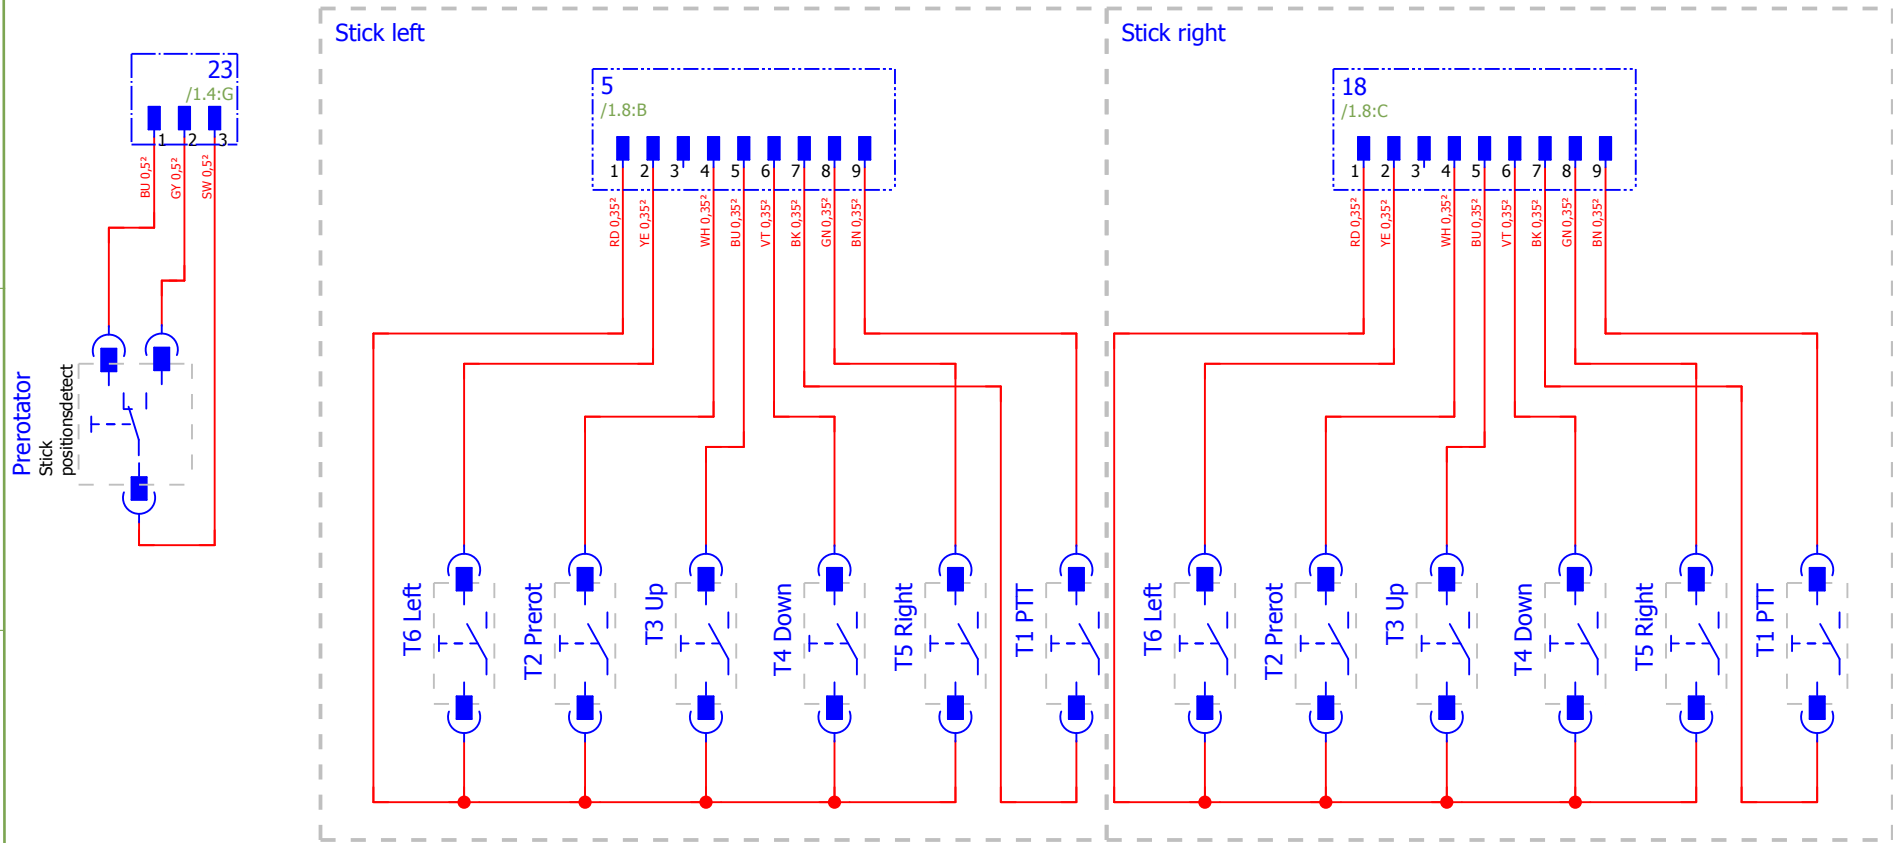 23
/1.4:G
1 2 3
BU 0,5²
GY 0,5²
SW 0,5²
Prerotator
Stick
positionsdetect
Stick left
5
/1.8:B
1 2 3 4 5 6 7 8 9
RD 0,35²
YE 0,35²
WH 0,35²
BU 0,35²
VT 0,35²
BK 0,35²
GN 0,35²
BN 0,35²
T6 Left
T2 Prerot
T3 Up
T4 Down
T5 Right
T1 PTT
Stick right
18
/1.8:C
1 2 3 4 5 6 7 8 9
RD 0,35²
YE 0,35²
WH 0,35²
BU 0,35²
VT 0,35²
BK 0,35²
GN 0,35²
BN 0,35²
T6 Left
T2 Prerot
T3 Up
T4 Down
T5 Right
T1 PTT